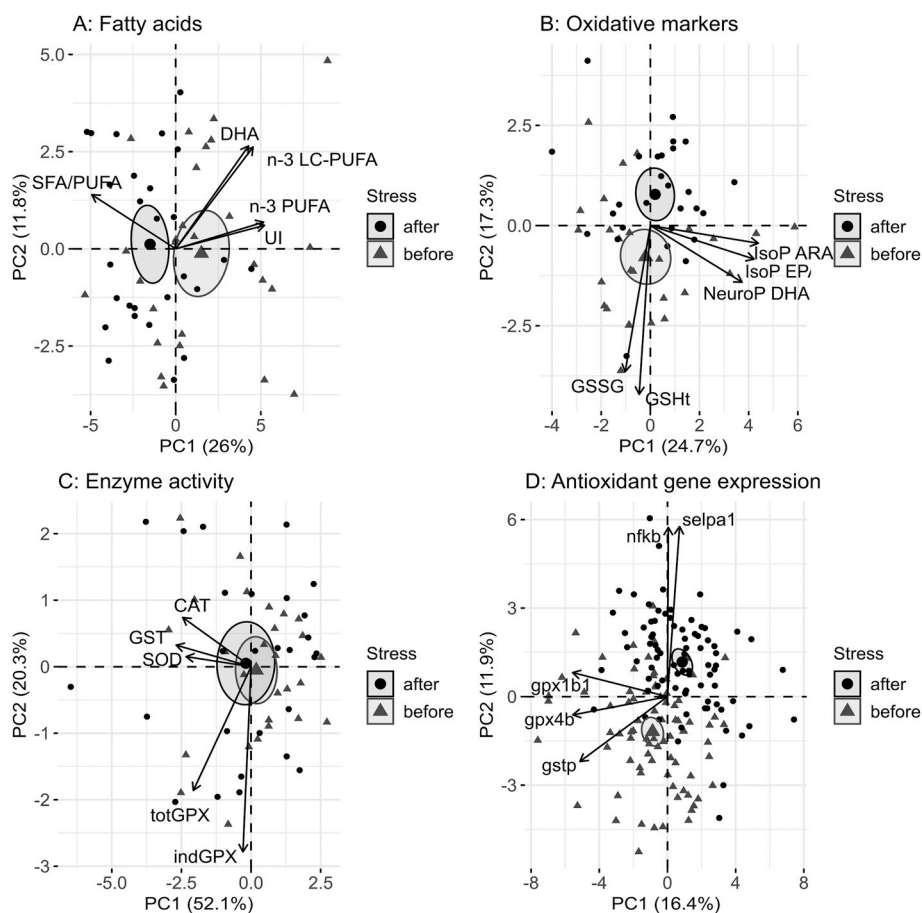 A: Fatty acids
PC2 (11.8%)
5.0
2.5
0.0
-2.5
DHA
n-3 LC-PUFA
SFA/PUFA
n-3 PUFA
UI
-5
0
5
PC1 (26%)
Stress
after
before
B: Oxidative markers
PC2 (17.3%)
2.5
0.0
-2.5
IsoP ARA
IsoP EPA
NeuroP DHA
GSSG
GSHt
-4
-2
0
2
4
6
PC1 (24.7%)
Stress
after
before
C: Enzyme activity
PC2 (20.3%)
2
1
0
-1
-2
-3
CAT
GST
SOD
totGPX
indGPX
-5.0
-2.5
0.0
2.5
PC1 (52.1%)
Stress
after
before
D: Antioxidant gene expression
PC2 (11.9%)
6
3
0
-3
nfkb
selpa1
gpx1b1
gpx4b
gstp
-8
-4
0
4
8
PC1 (16.4%)
Stress
after
before